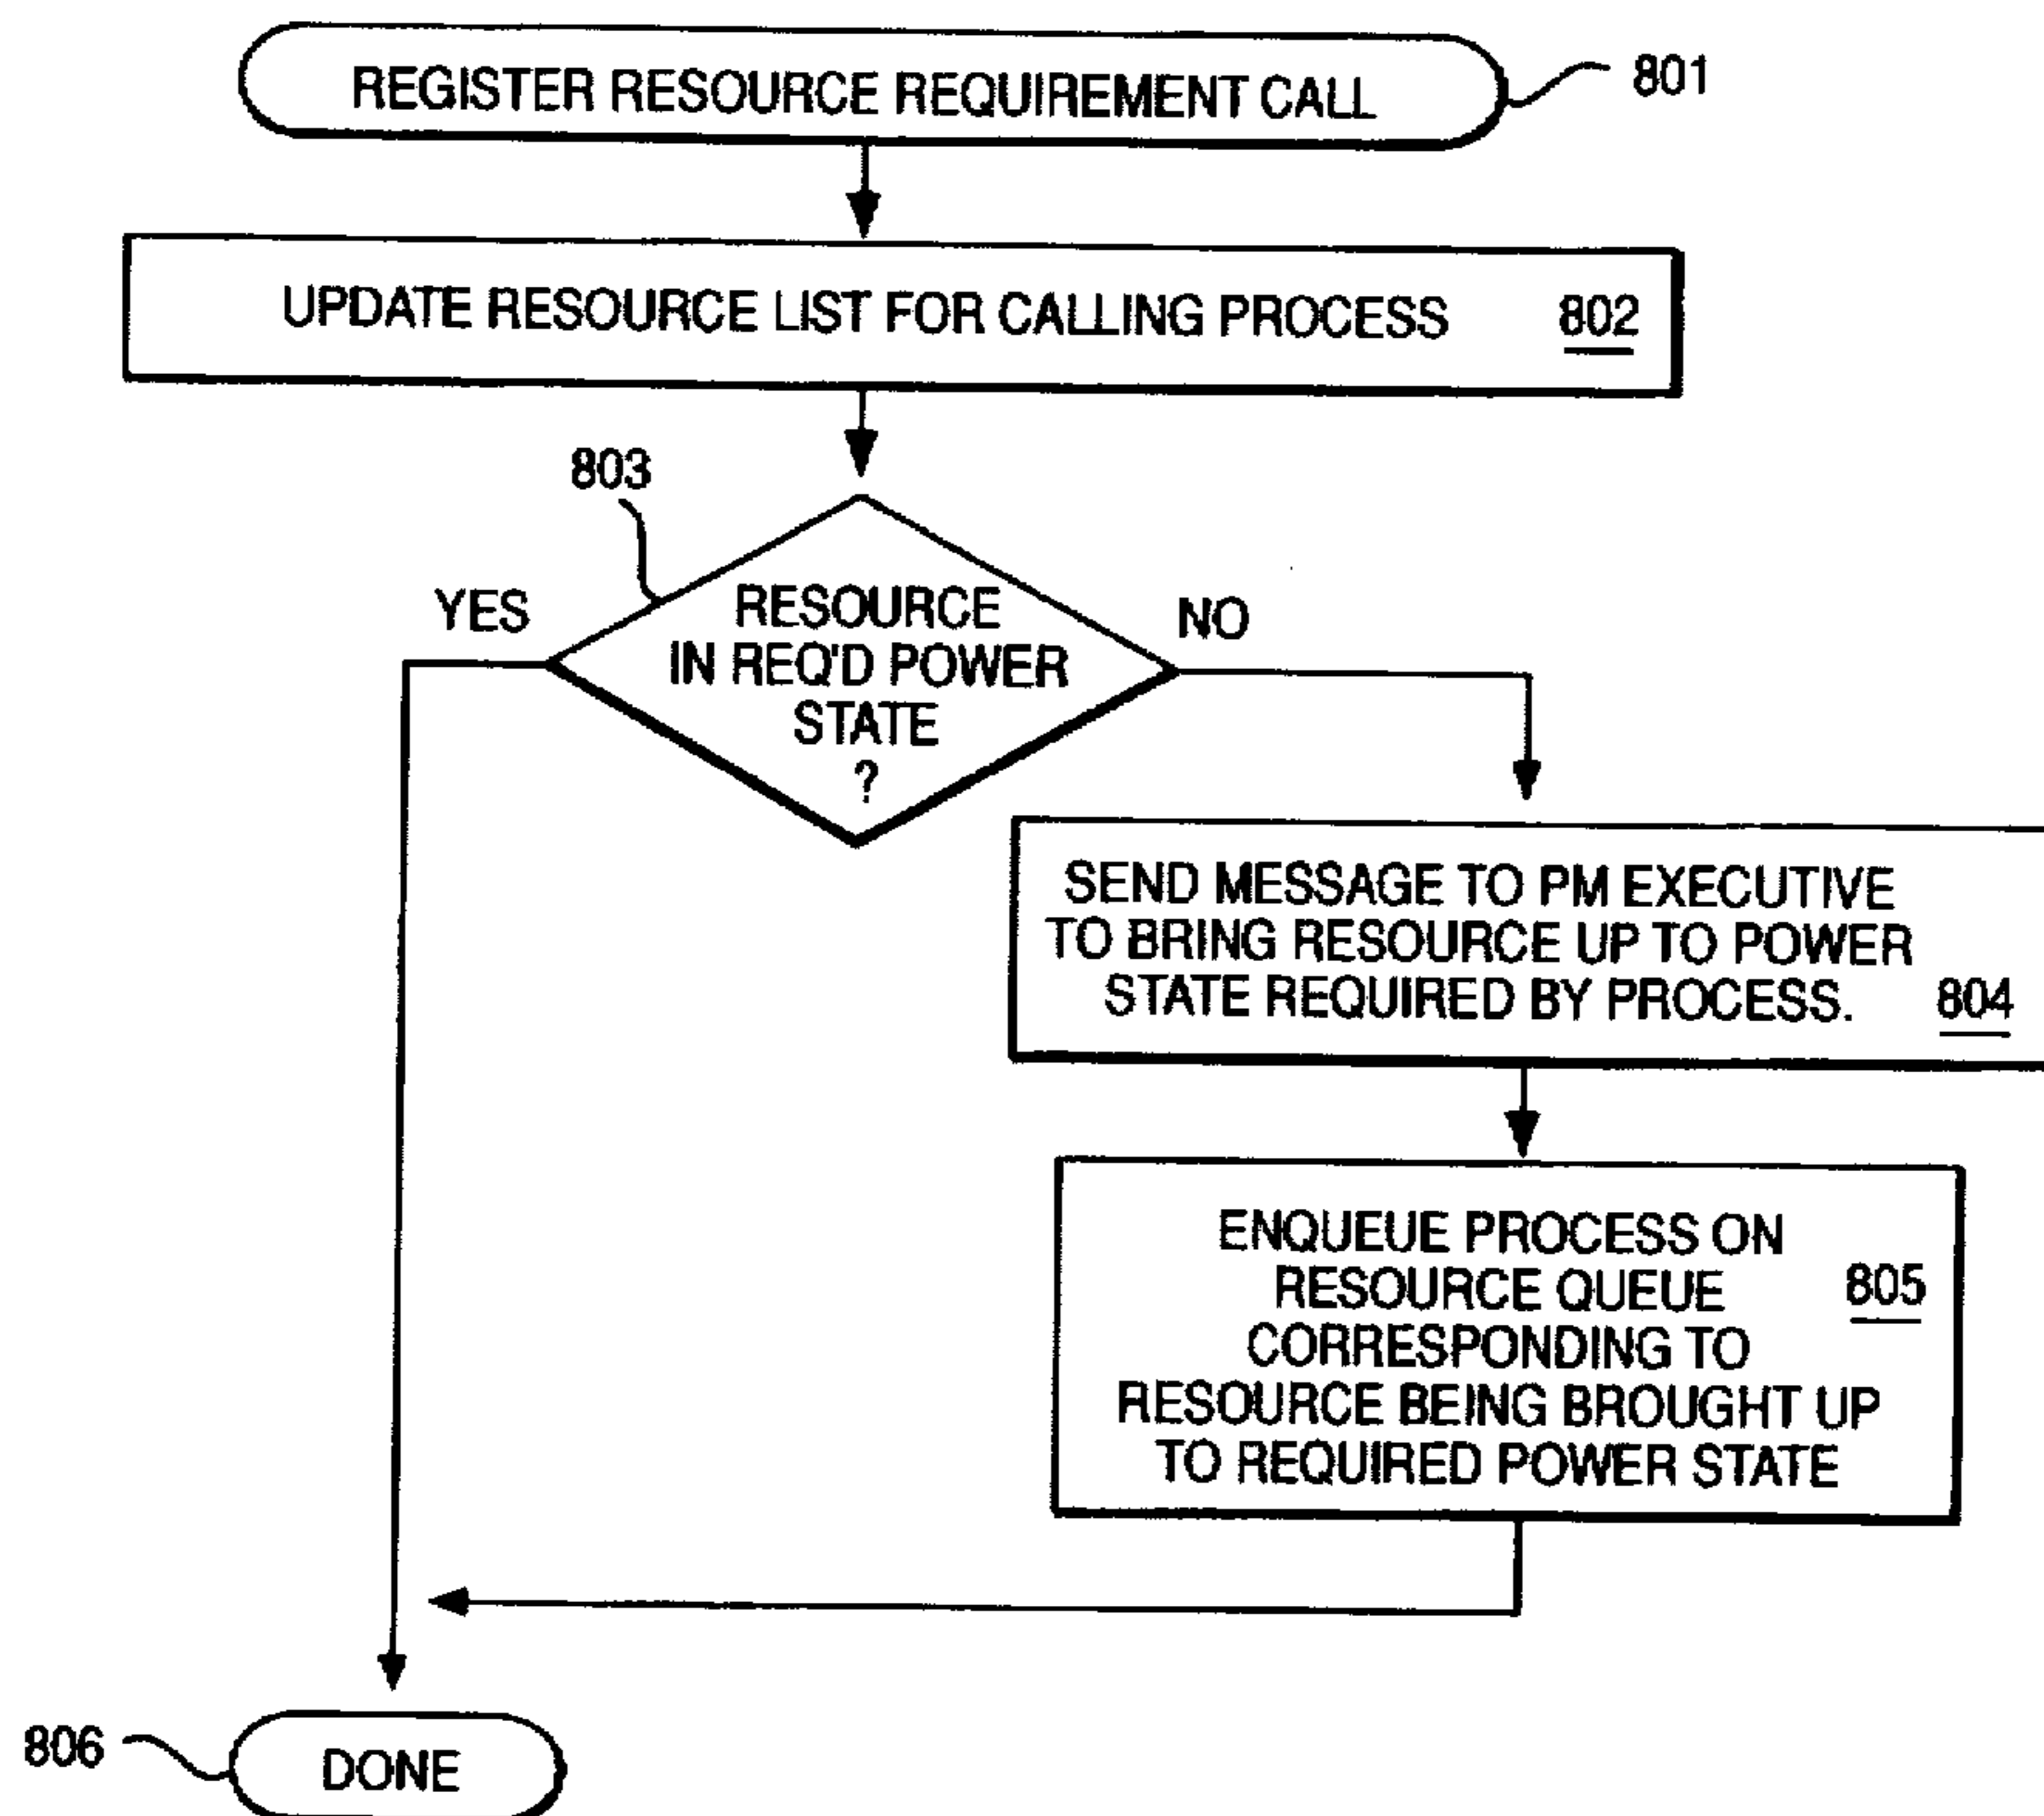 REGISTER RESOURCE REQUIREMENT CALL
801
UPDATE RESOURCE LIST FOR CALLING PROCESS 802
803
YES
NO
RESOURCE
IN REQ'D POWER
STATE
?
SEND MESSAGE TO PM EXECUTIVE
TO BRING RESOURCE UP TO POWER
STATE REQUIRED BY PROCESS. 804
ENQUEUE PROCESS ON
RESOURCE QUEUE 805
CORRESPONDING TO
RESOURCE BEING BROUGHT UP
TO REQUIRED POWER STATE
806
DONE